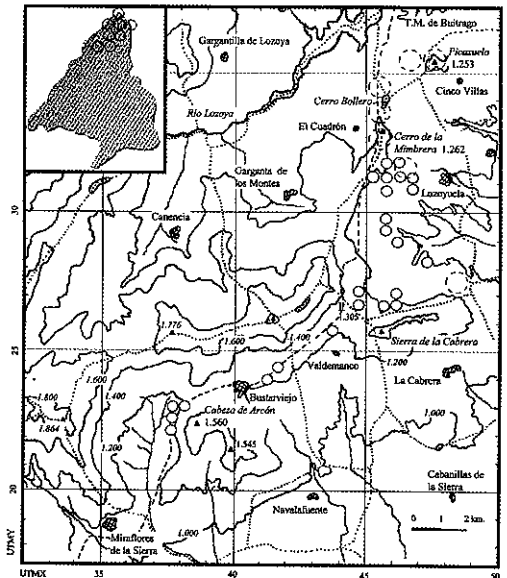 T.M. de Buitrago
Gargantilla de Lozoya
Picazuela
1.253
Cinco Villas
Cerro Bollero
Río Lozoya
El Cuadrón
Cerro de la
Mimbrera 1.262
Garganta de
los Montes
Lozoyuela
30
Canencia
1.776
1.600
1.400
1.305
Sierra de la Cabrera
25
Valdemanco
1.200
1.600
La Cabrera
1.800
1.400
Bustarviejo
1.864
Cabeza de Arcón
1.560
1.000
1.200
1.545
Cabanillas de
la Sierra
20
Navalafuente
Miraflores
de la Sierra
1.000
0 1 2 km.
UTMY
UTMX
35
40
45
50